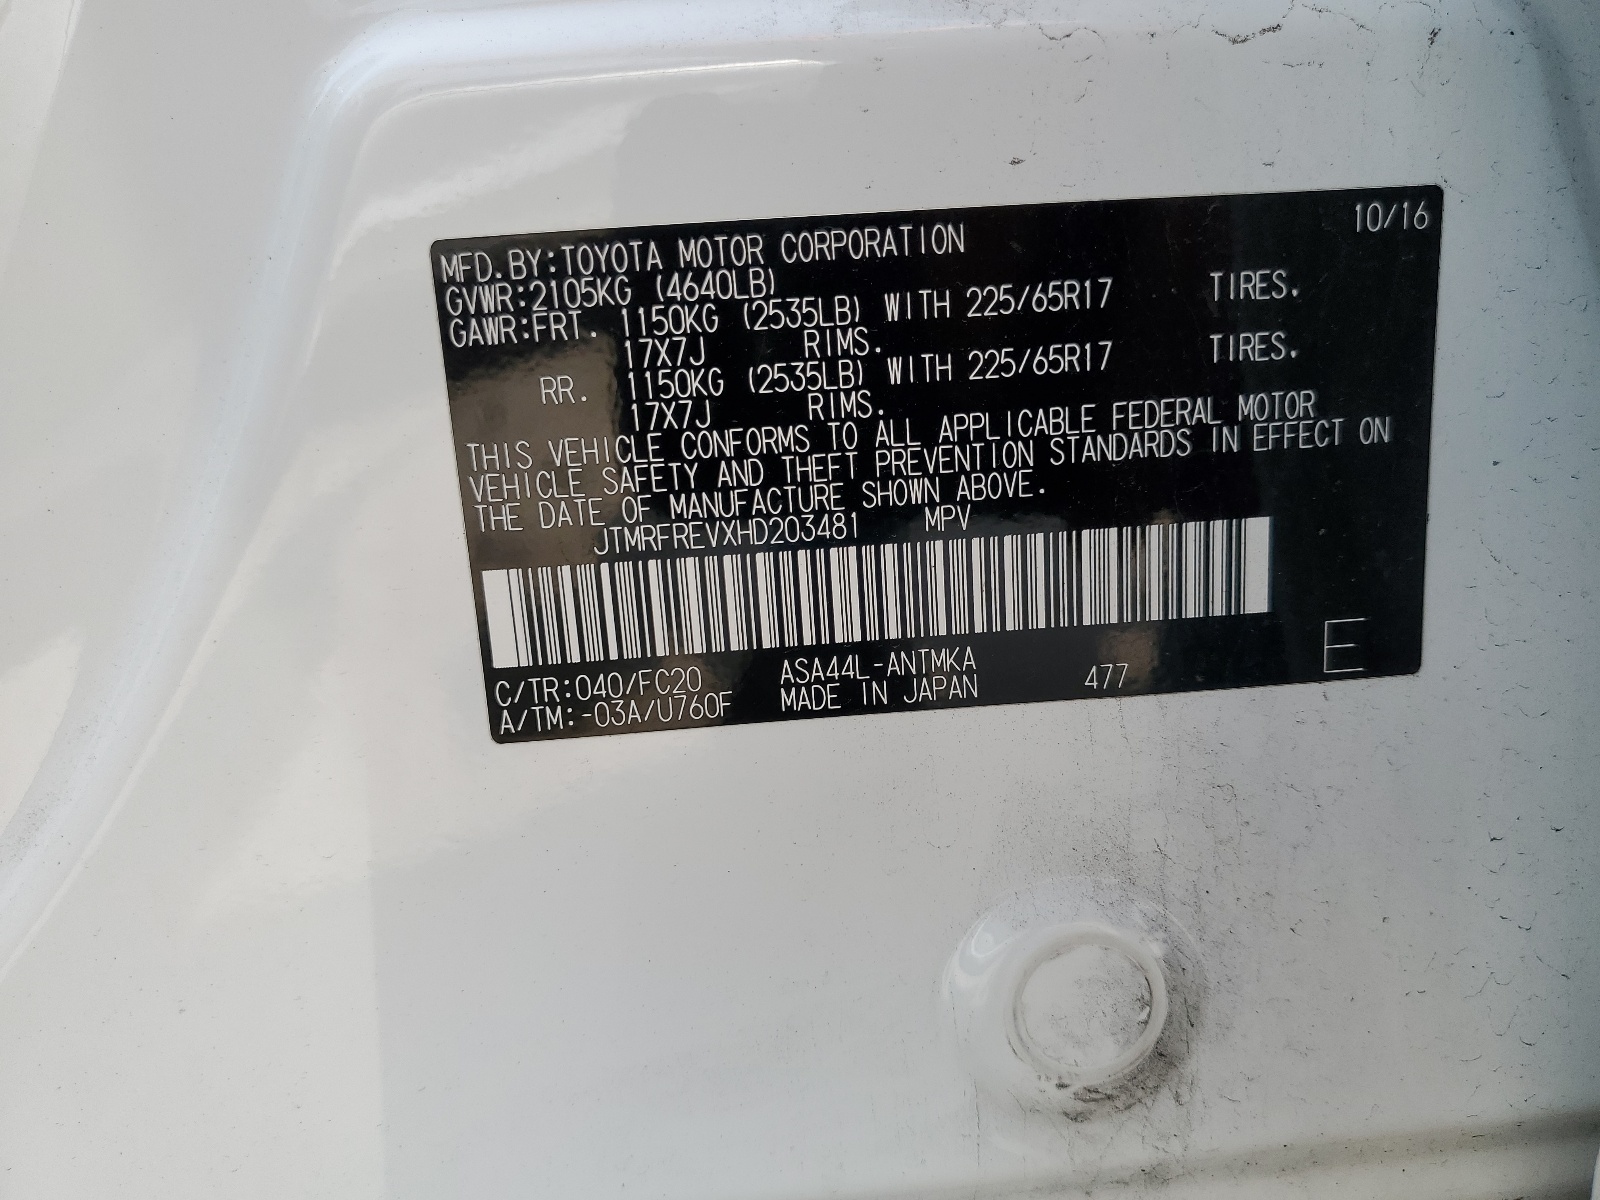 10/16
MFD. BY:TOYOTA MOTOR CORPORATION
GVWR:2105KG (4640LB)
GAWR:FRT. 1150KG (2535LB) WITH 225/65R17 TIRES.
17X7J RIMS.
RR. 1150KG (2535LB) WITH 225/65R17 TIRES.
17X7J RIMS.
THIS VEHICLE CONFORMS TO ALL APPLICABLE FEDERAL MOTOR
VEHICLE SAFETY AND THEFT PREVENTION STANDARDS IN EFFECT ON
THE DATE OF MANUFACTURE SHOWN ABOVE.
JTMRFREVXHD203481 MPV
C/TR:040/FC20 ASA44L-ANTMKA 477 E
A/TM:-03A/U760F MADE IN JAPAN